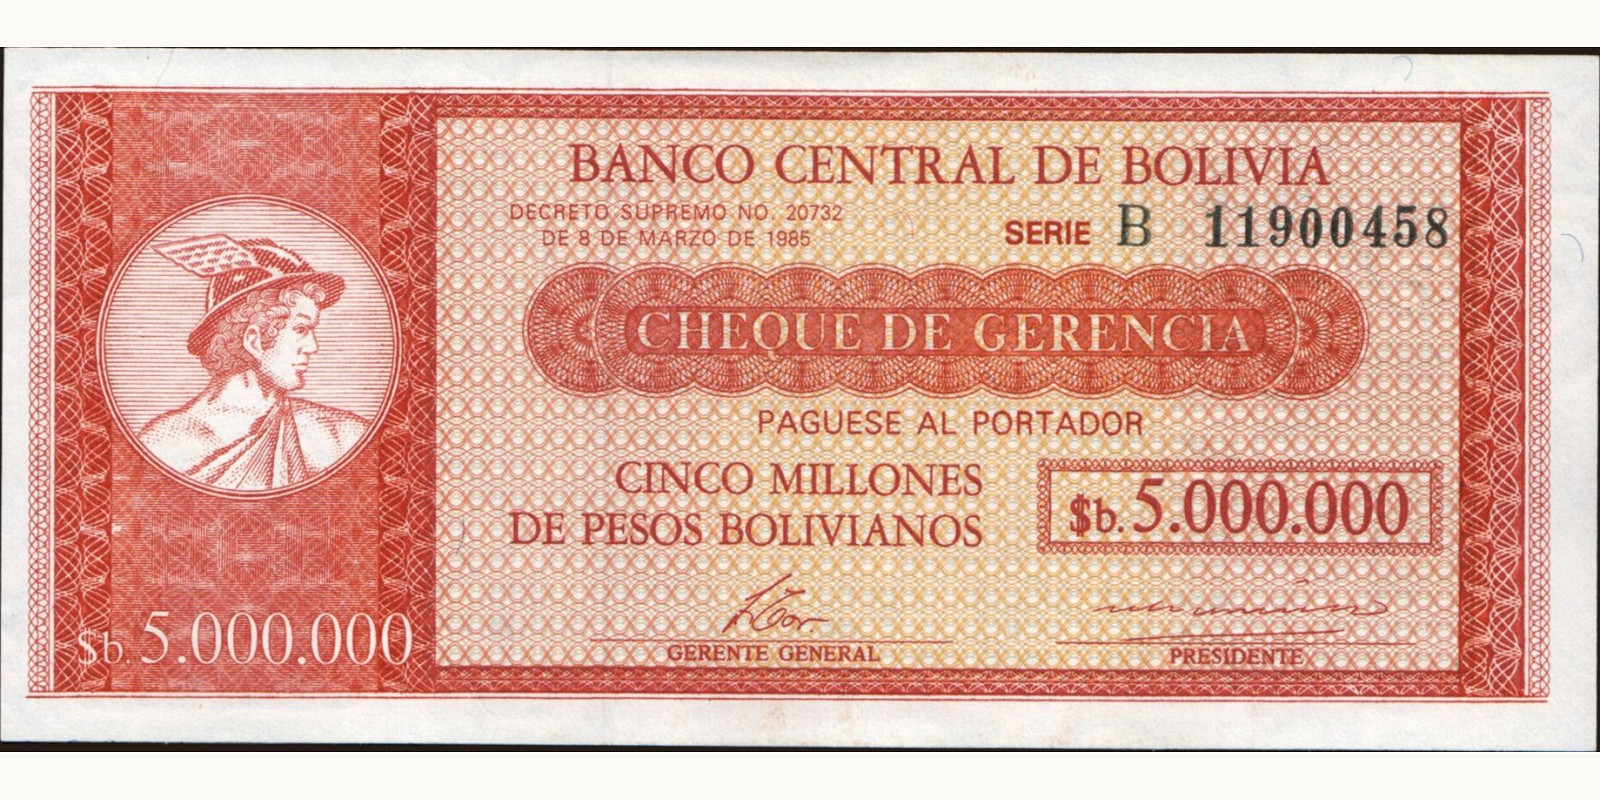 BANCO CENTRAL DE BOLIVIA
DECRETO SUPREMO NO. 20732
DE 8 DE MARZO DE 1985
SERIE B 11900458
CHEQUE DE GERENCIA
PAGUESE AL PORTADOR
CINCO MILLONES
DE PESOS BOLIVIANOS
$b. 5.000.000
$b. 5.000.000
GERENTE GENERAL
PRESIDENTE